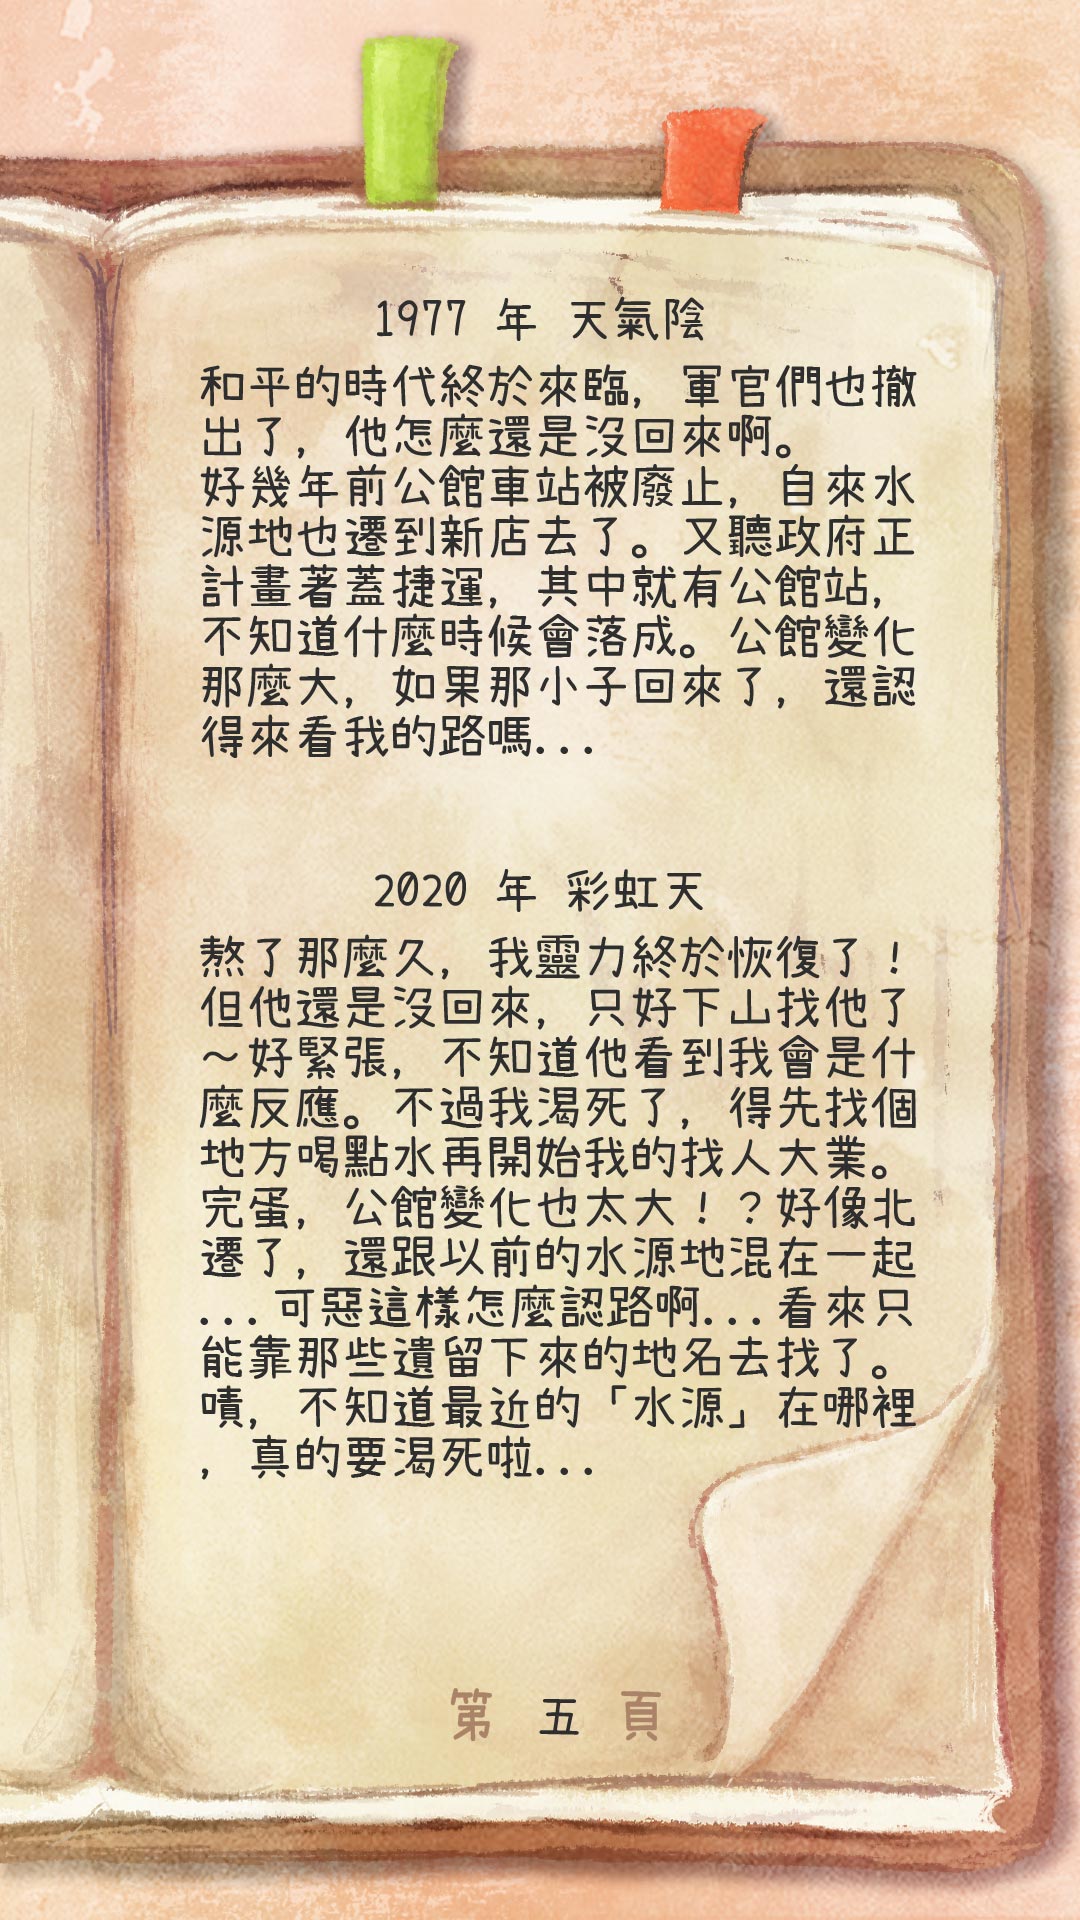 1977 年 天氣陰
和平的時代終於來臨，軍官們也撤
出了，他怎麼還是沒回來啊。
好幾年前公館車站被廢止，自來水
源地也遷到新店去了。又聽政府正
計畫著蓋捷運，其中就有公館站，
不知道什麼時候會落成。公館變化
那麼大，如果那小子回來了，還認
得來看我的路嗎...
2020 年 彩虹天
熬了那麼久，我靈力終於恢復了！
但他還是沒回來，只好下山找他了
～好緊張，不知道他看到我會是什
麼反應。不過我渴死了，得先找個
地方喝點水再開始我的找人大業。
完蛋，公館變化也太大！？好像北
遷了，還跟以前的水源地混在一起
...可惡這樣怎麼認路啊...看來只
能靠那些遺留下來的地名去找了。
嘖，不知道最近的「水源」在哪裡
，真的要渴死啦...
第 五 頁